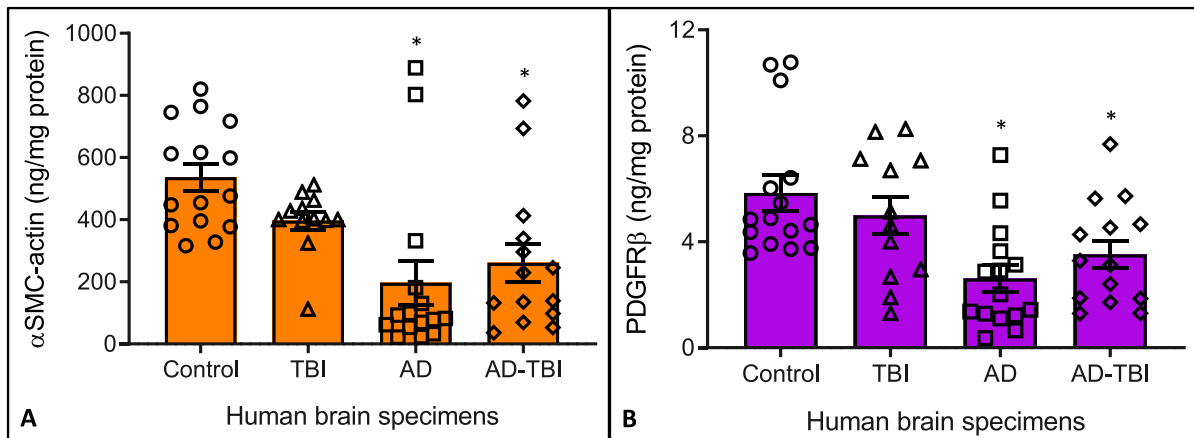 αSMC-actin (ng/mg protein)
1000
800
600
400
200
0
*
*
Control
TBI
AD
AD-TBI
Human brain specimens
A
PDGFRβ (ng/mg protein)
12
8
4
0
*
*
Control
TBI
AD
AD-TBI
Human brain specimens
B